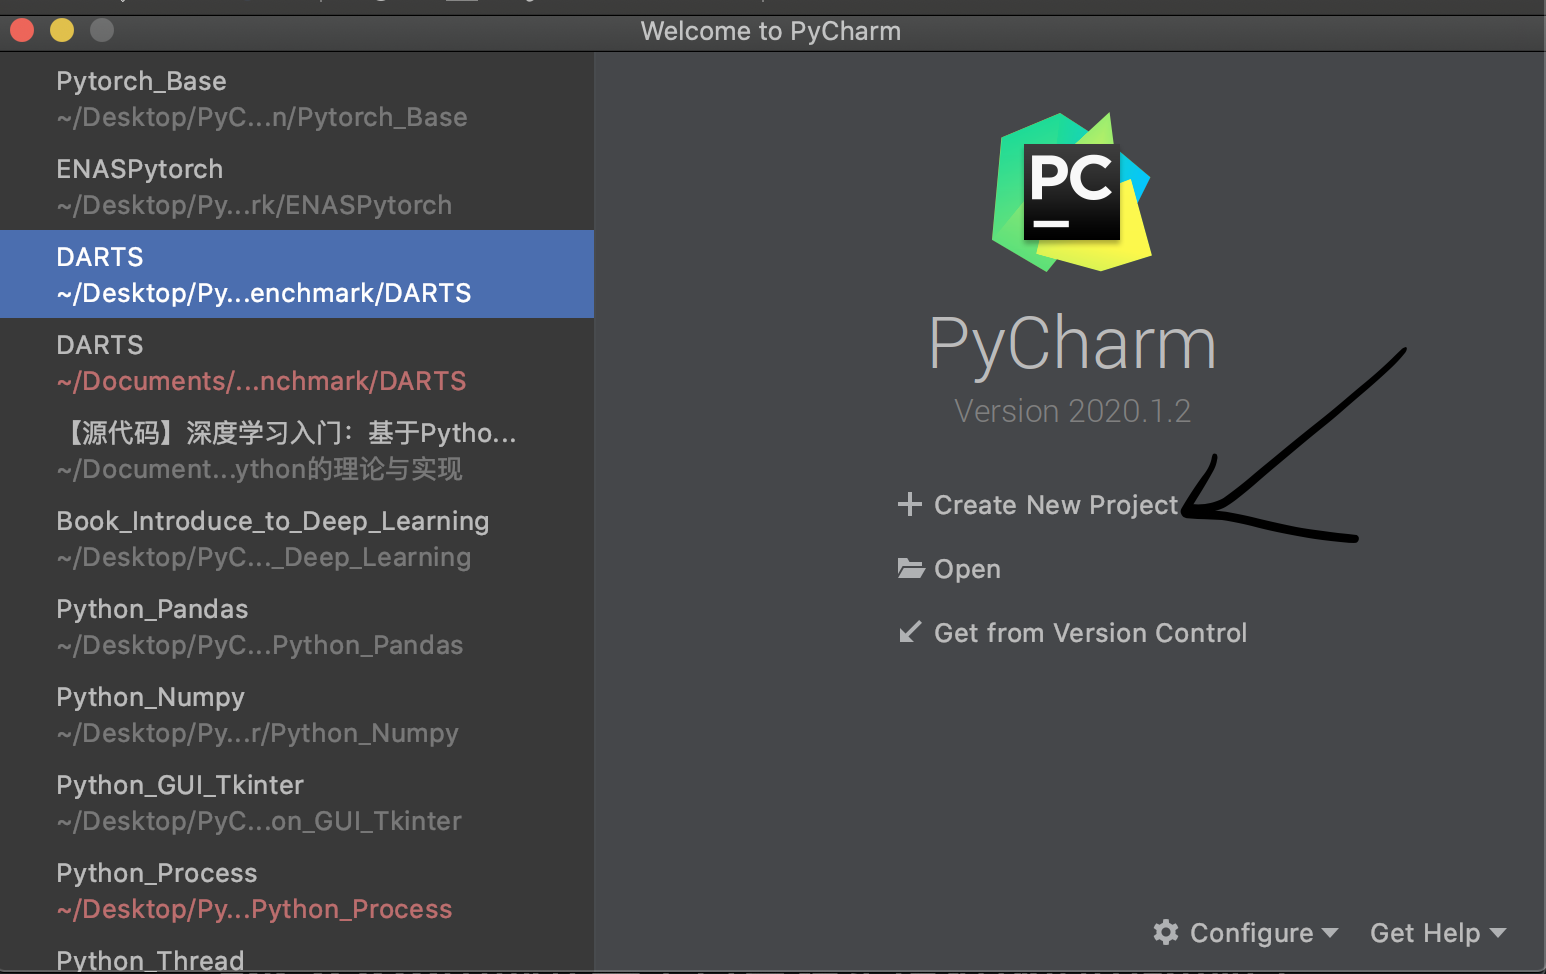 Welcome to PyCharm
Pytorch_Base
~/Desktop/PyC...n/Pytorch_Base
ENASPytorch
~/Desktop/Py...rk/ENASPytorch
DARTS
~/Desktop/Py...enchmark/DARTS
DARTS
~/Documents/...nchmark/DARTS
【源代码】深度学习入门：基于Pytho...
~/Document...ython的理论与实现
Book_Introduce_to_Deep_Learning
~/Desktop/PyC..._Deep_Learning
Python_Pandas
~/Desktop/PyC...Python_Pandas
Python_Numpy
~/Desktop/Py...r/Python_Numpy
Python_GUI_Tkinter
~/Desktop/PyC...on_GUI_Tkinter
Python_Process
~/Desktop/Py...Python_Process
Python_Thread
PC
PyCharm
Version 2020.1.2
Create New Project
Open
Get from Version Control
Configure
Get Help